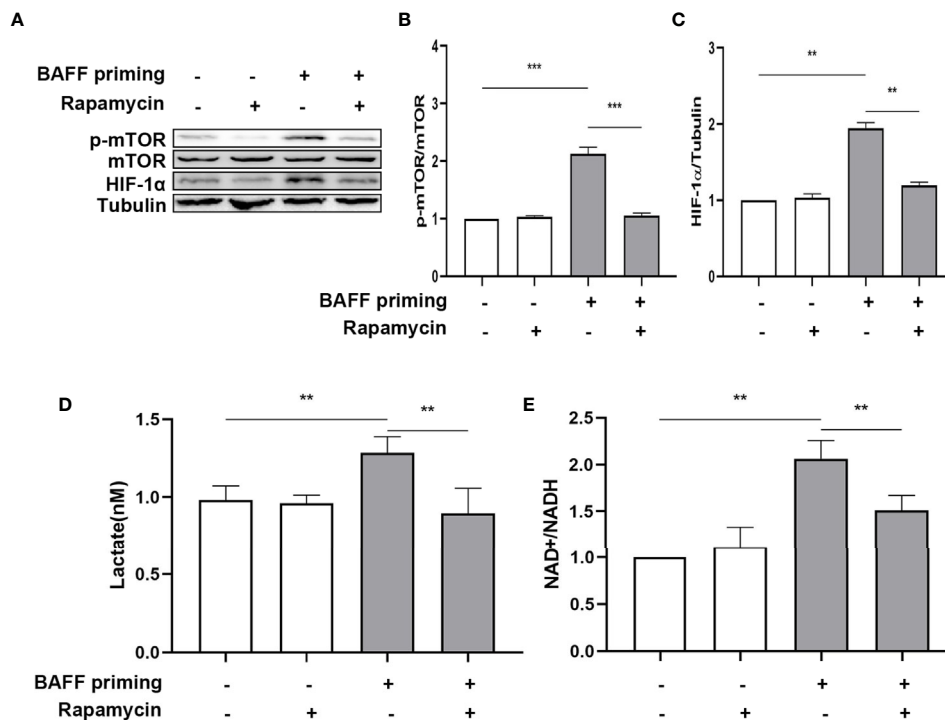 A
BAFF priming - - + +
Rapamycin - + - +
p-mTOR
mTOR
HIF-1α
Tubulin
B
p-mTOR/mTOR
4
3
2
1
0
***
***
BAFF priming - - + +
Rapamycin - + - +
C
HIF-1α/Tubulin
3
2
1
0
**
**
- - + +
- + - +
D
Lactate(nM)
1.5
1.0
0.5
0.0
**
**
BAFF priming - - + +
Rapamycin - + - +
E
NAD+/NADH
2.5
2.0
1.5
1.0
0.5
0.0
**
**
- - + +
- + - +